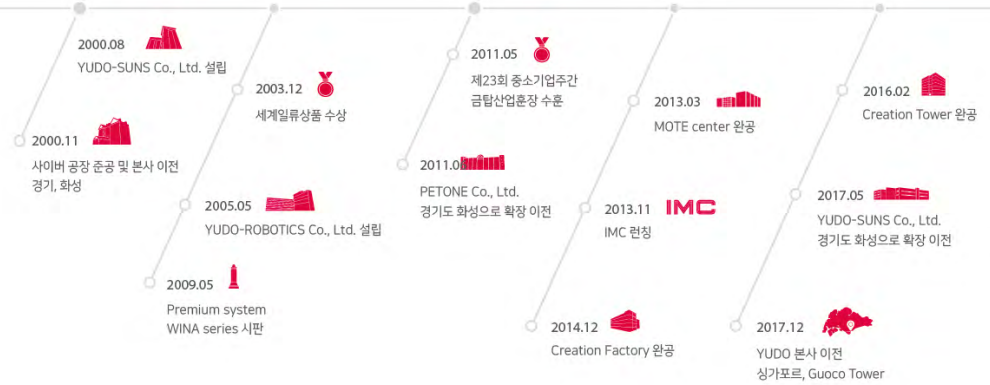 2000.08
YUDO-SUNS Co., Ltd. 설립
2000.11
사이버 공장 준공 및 본사 이전
경기, 화성
2003.12
세계일류상품 수상
2005.05
YUDO-ROBOTICS Co., Ltd. 설립
2009.05
Premium system
WINA series 시판
2011.05
제23회 중소기업주간
금탑산업훈장 수훈
PETONE Co., Ltd.
경기도 화성으로 확장 이전
2013.03
MOTE center 완공
2013.11
IMC
IMC 런칭
2014.12
Creation Factory 완공
2016.02
Creation Tower 완공
2017.05
YUDO-SUNS Co., Ltd.
경기도 화성으로 확장 이전
2017.12
YUDO 본사 이전
싱가포르, Guoco Tower